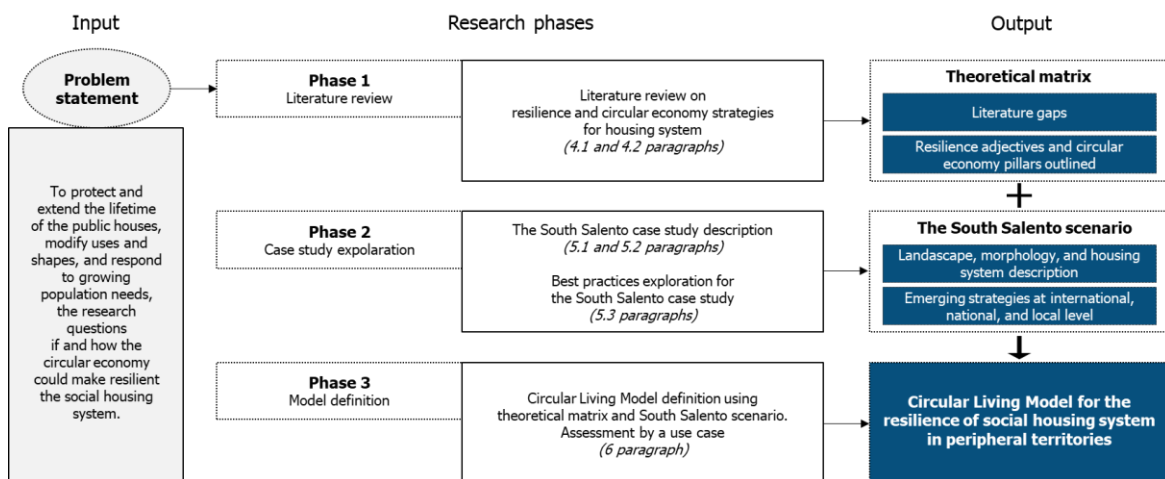 Input
Research phases
Output
Problem
statement
To protect and
extend the lifetime
of the public houses,
modify uses and
shapes, and respond
to growing
population needs,
the research
questions
if and how the
circular economy
could make resilient
the social housing
system.
Phase 1
Literature review
Literature review on
resilience and circular economy strategies
for housing system
(4.1 and 4.2 paragraphs)
Theoretical matrix
Literature gaps
Resilience adjectives and circular
economy pillars outlined
+
Phase 2
Case study expolaration
The South Salento case study description
(5.1 and 5.2 paragraphs)
Best practices exploration for
the South Salento case study
(5.3 paragraphs)
The South Salento scenario
Landascape, morphology, and housing
system description
Emerging strategies at international,
national, and local level
Phase 3
Model definition
Circular Living Model definition using
theoretical matrix and South Salento scenario.
Assessment by a use case
(6 paragraph)
Circular Living Model for the
resilience of social housing system
in peripheral territories